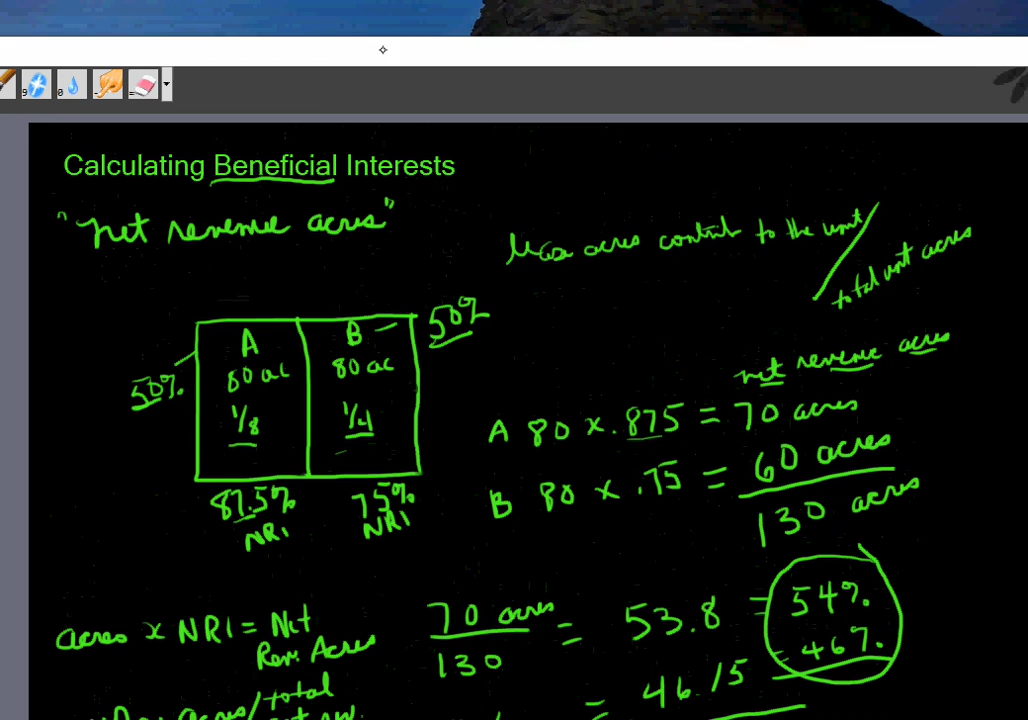 Calculating Beneficial Interests
"net revenue acres"
acres contrib to the unit /
total unit acres
50%
A
80 ac
1/8
B
80 ac
1/4
50%
87.5%
NRI
75%
NRI
net revenue acres
A 80 x .875 = 70 acres
B 80 x .75 = 60 acres
130 acres
acres x NRI = Net
Rev. Acres
acres/total
70 acres
130
= 53.8 = 54%
= 46.15 = 46%